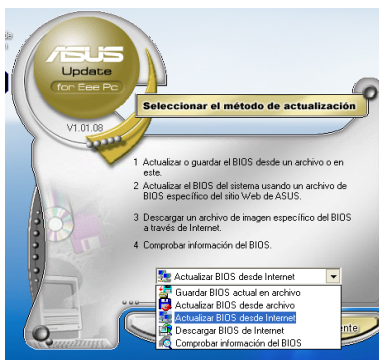 ASUS
Update
for Eee Pc
V1.01.08
Seleccionar el método de actualización
1 Actualizar o guardar el BIOS desde un archivo o en
este.
2 Actualizar el BIOS del sistema usando un archivo de
BIOS específico del sitio Web de ASUS.
3 Descargar un archivo de imagen específico del BIOS
a través de Internet.
4 Comprobar información del BIOS.
Actualizar BIOS desde Internet
Guardar BIOS actual en archivo
Actualizar BIOS desde archivo
Actualizar BIOS desde Internet
Descargar BIOS de Internet
Comprobar información del BIOS